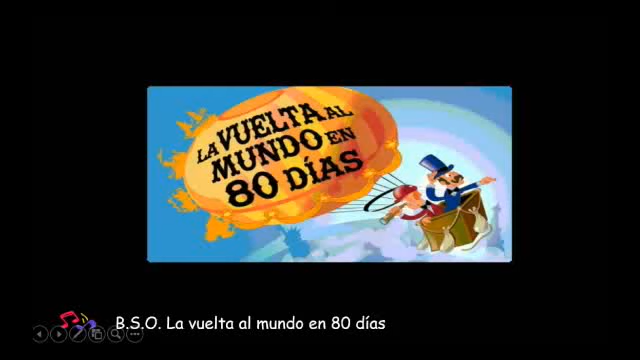 LA VUELTA AL
MUNDO EN
80 DÍAS
B.S.O. La vuelta al mundo en 80 días